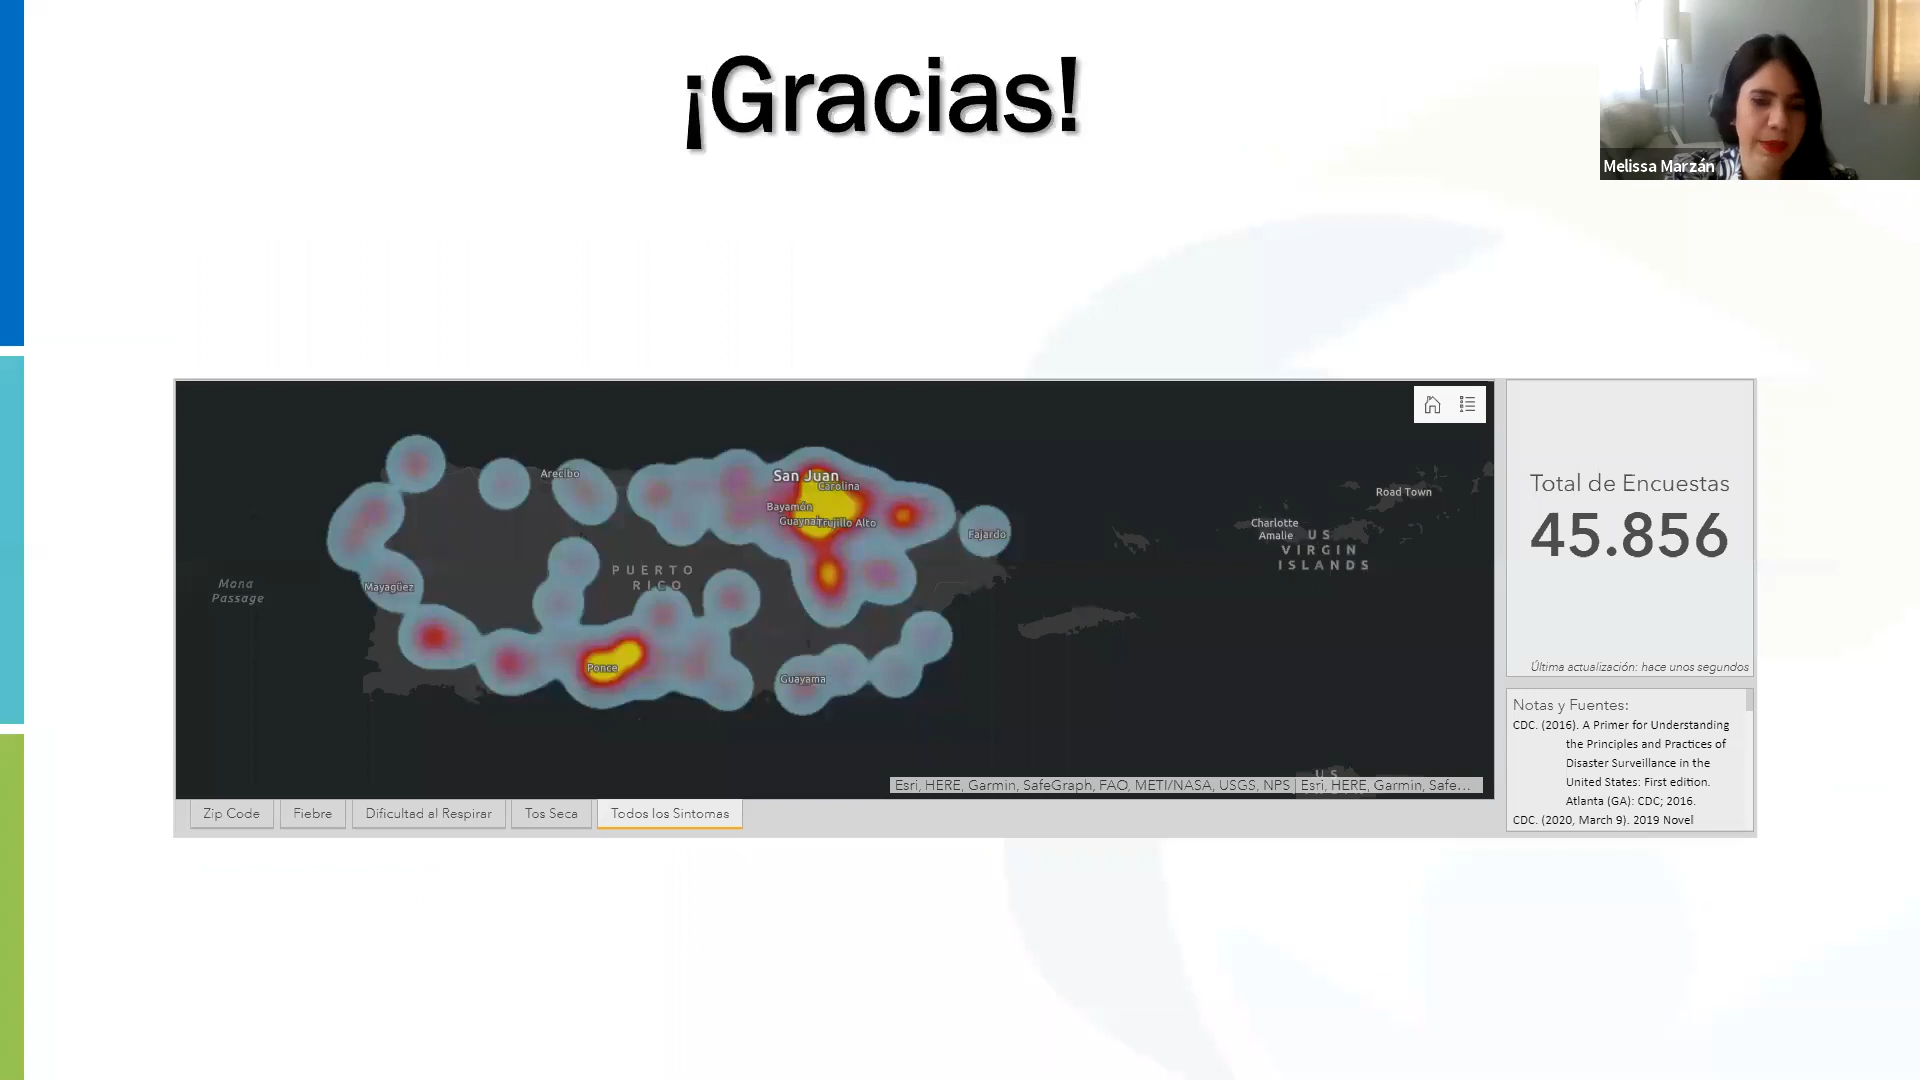 ¡Gracias!
Melissa Marzán
Arecibo
San Juan
Carolina
Bayamón
Guaynabo
Trujillo Alto
Fajardo
PUERTO
RICO
Mona
Passage
Mayagüez
Ponce
Guayama
Road Town
Charlotte
Amalie
US
VIRGIN
ISLANDS
US
Esri, HERE, Garmin, SafeGraph, FAO, METI/NASA, USGS, NPS | Esri, HERE, Garmin, Safe...
Zip Code
Fiebre
Dificultad al Respirar
Tos Seca
Todos los Sintomas
Total de Encuestas
45.856
Última actualización: hace unos segundos
Notas y Fuentes:
CDC. (2016). A Primer for Understanding
the Principles and Practices of
Disaster Surveillance in the
United States: First edition.
Atlanta (GA): CDC; 2016.
CDC. (2020, March 9). 2019 Novel